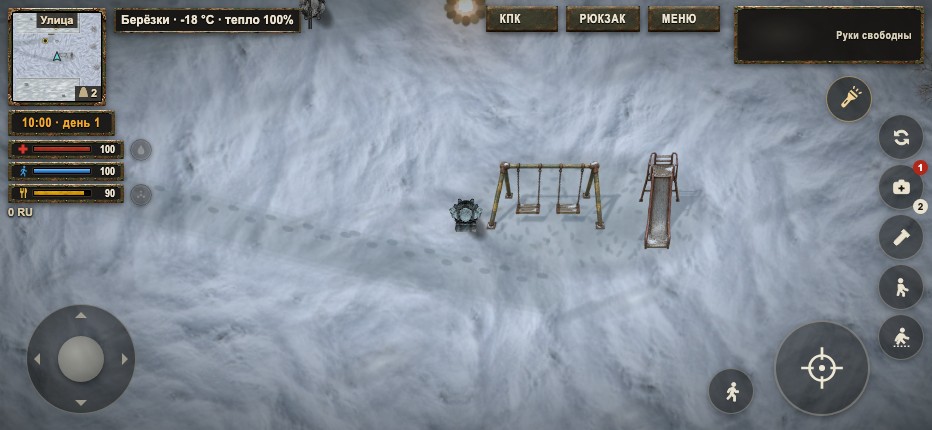 Улица
Берёзки · -18 °C · тепло 100%
КПК
РЮКЗАК
МЕНЮ
Руки свободны
2
10:00 · день 1
100
100
90
0 RU
1
2